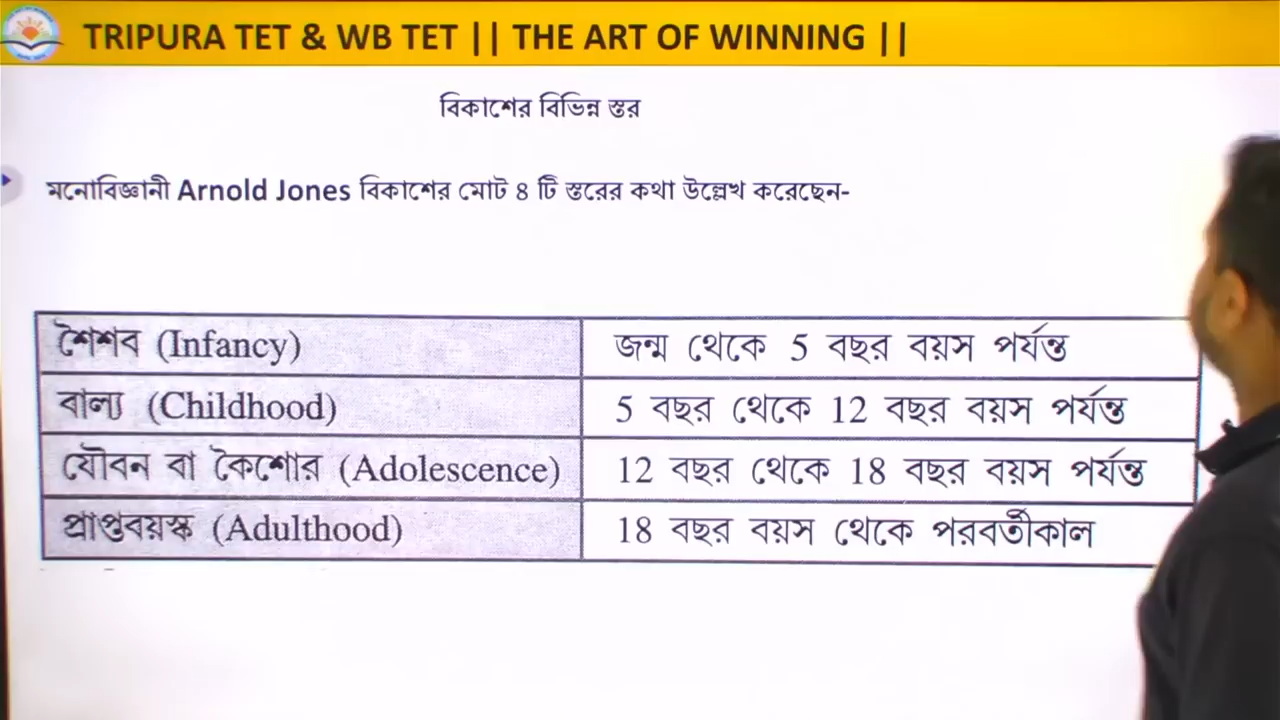 TRIPURA TET & WB TET || THE ART OF WINNING ||
বিকাশের বিভিন্ন স্তর
মনোবিজ্ঞানী Arnold Jones বিকাশের মোট ৪ টি স্তরের কথা উল্লেখ করেছেন-
শৈশব (Infancy) জন্ম থেকে 5 বছর বয়স পর্যন্ত
বাল্য (Childhood) 5 বছর থেকে 12 বছর বয়স পর্যন্ত
যৌবন বা কৈশোর (Adolescence) 12 বছর থেকে 18 বছর বয়স পর্যন্ত
প্রাপ্তবয়স্ক (Adulthood) 18 বছর বয়স থেকে পরবর্তীকাল